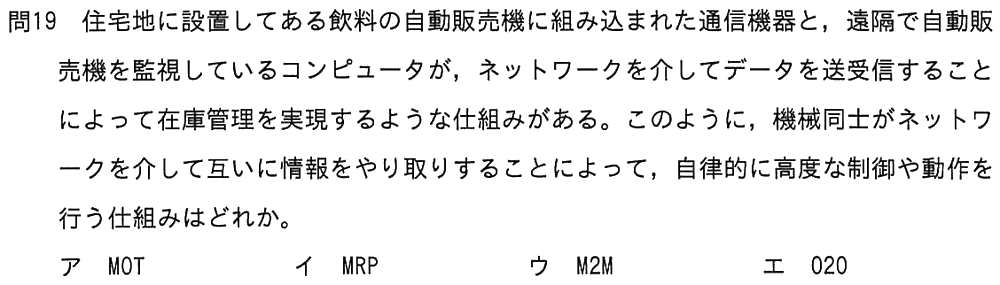 問19 住宅地に設置してある飲料の自動販売機に組み込まれた通信機器と，遠隔で自動販
売機を監視しているコンピュータが，ネットワークを介してデータを送受信すること
によって在庫管理を実現するような仕組みがある。このように，機械同士がネットワ
ークを介して互いに情報をやり取りすることによって，自律的に高度な制御や動作を
行う仕組みはどれか。
ア MOT イ MRP ウ M2M エ O2O